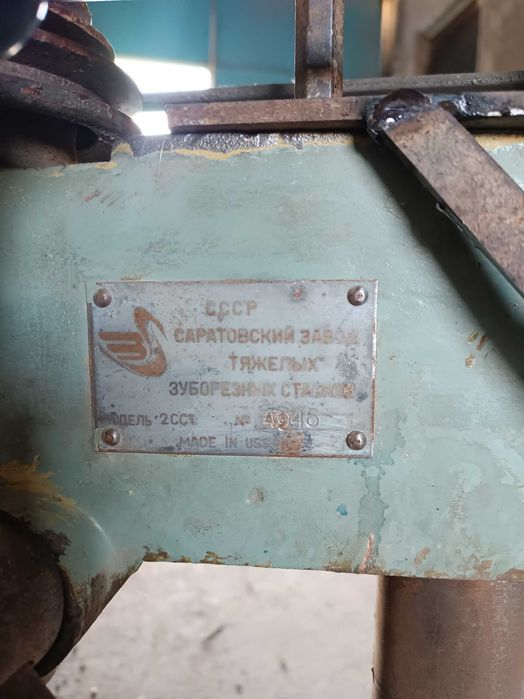 СССР
САРАТОВСКИЙ ЗАВОД
ТЯЖЕЛЫХ
ЗУБОРЕЗНЫХ СТАНКОВ
МОДЕЛЬ 2ССТ № 4946
MADE IN USSR